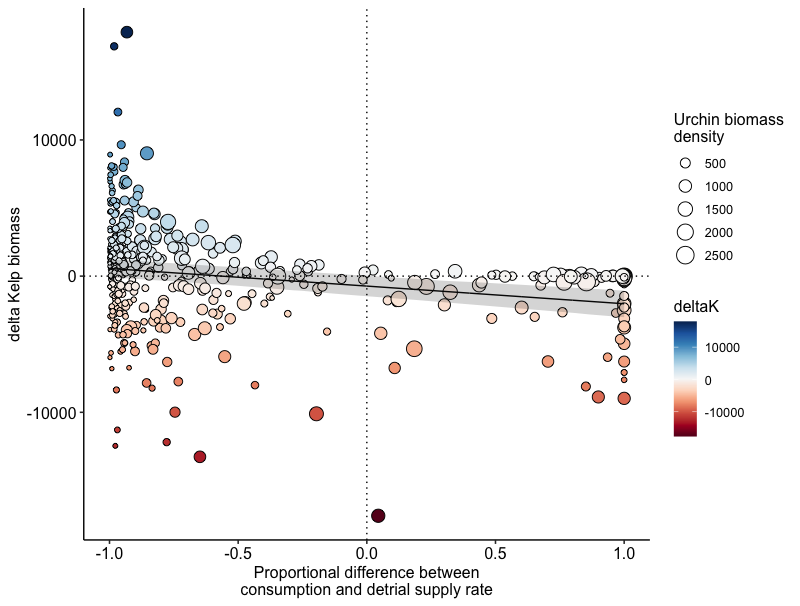 10000
0
-10000
delta Kelp biomass
-1.0
-0.5
0.0
0.5
1.0
Proportional difference between
consumption and detrial supply rate
Urchin biomass
density
500
1000
1500
2000
2500
deltaK
10000
0
-10000